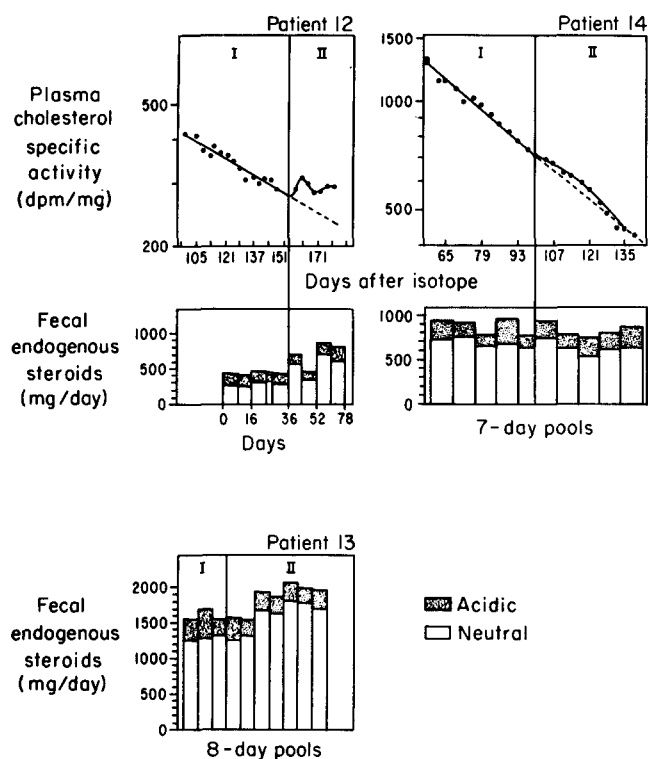 Patient 12
I II
Plasma
cholesterol
specific
activity
(dpm/mg)
500
200
105 121 137 151 171
Patient 14
I II
1500
1000
500
65 79 93 107 121 135
Days after isotope
Fecal
endogenous
steroids
(mg/day)
1000
500
0
0 16 36 52 78
Days
1000
500
0
7-day pools
Patient 13
I II
Fecal
endogenous
steroids
(mg/day)
2000
1500
1000
500
0
8-day pools
Acidic
Neutral